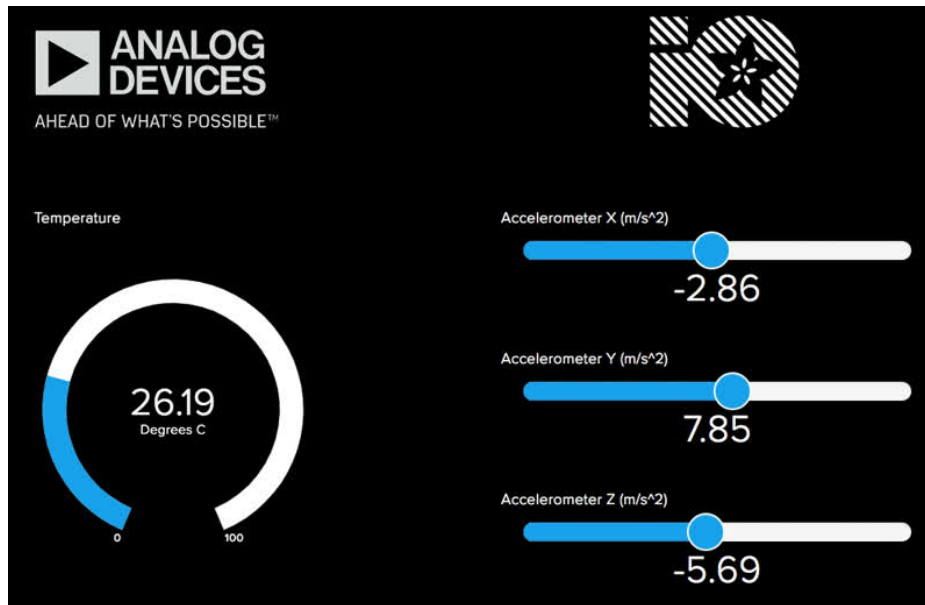 ANALOG
DEVICES
AHEAD OF WHAT'S POSSIBLE™
io
Temperature
26.19
Degrees C
0
100
Accelerometer X (m/s^2)
-2.86
Accelerometer Y (m/s^2)
7.85
Accelerometer Z (m/s^2)
-5.69